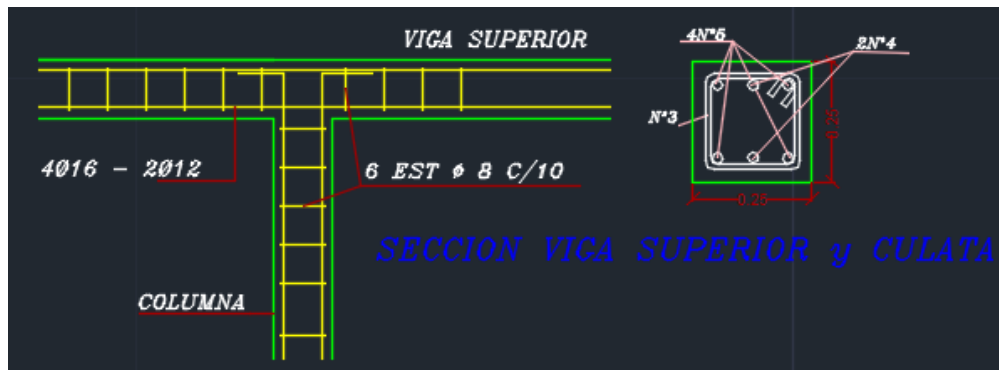 VIGA SUPERIOR
4Ø16 - 2Ø12
6 EST ø 8 C/10
COLUMNA
4N°5
2N°4
N°3
0.25
0.25
SECCION VIGA SUPERIOR y CULATA